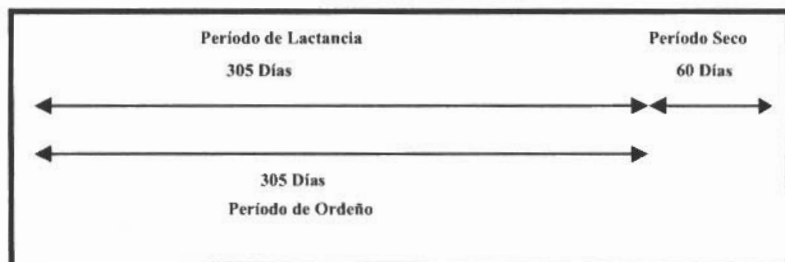 Período de Lactancia
Período Seco
305 Días
60 Días
305 Días
Período de Ordeño